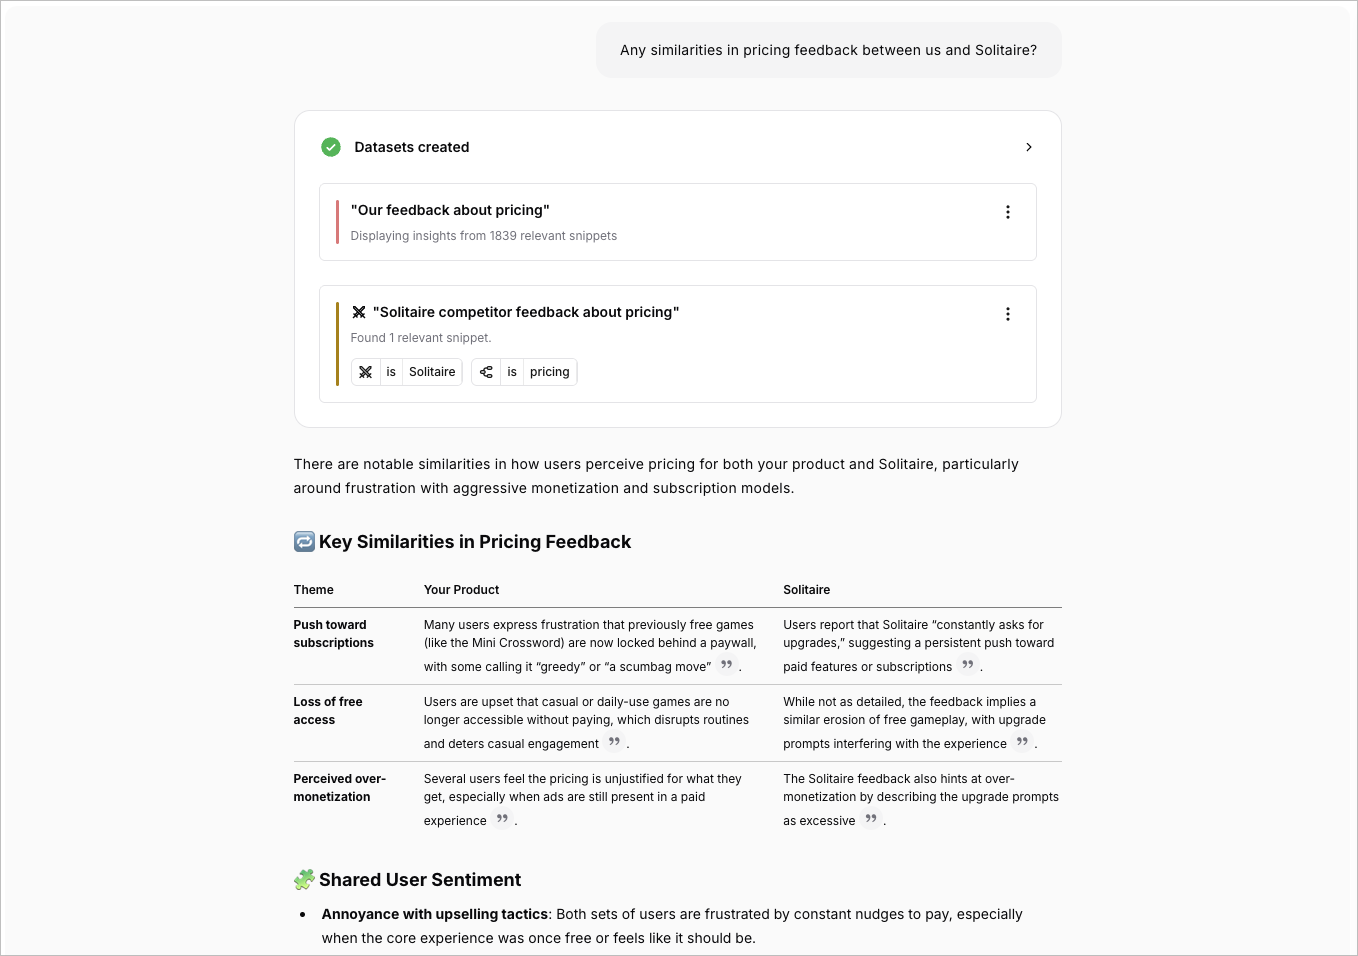 Any similarities in pricing feedback between us and Solitaire?
Datasets created
"Our feedback about pricing"
Displaying insights from 1839 relevant snippets
"Solitaire competitor feedback about pricing"
Found 1 relevant snippet.
is Solitaire is pricing
There are notable similarities in how users perceive pricing for both your product and Solitaire, particularly
around frustration with aggressive monetization and subscription models.
Key Similarities in Pricing Feedback
Theme Your Product Solitaire
Push toward
subscriptions
Many users express frustration that previously free games
(like the Mini Crossword) are now locked behind a paywall,
with some calling it “greedy” or “a scumbag move” ” .
Users report that Solitaire “constantly asks for
upgrades,” suggesting a persistent push toward
paid features or subscriptions ” .
Loss of free
access
Users are upset that casual or daily-use games are no
longer accessible without paying, which disrupts routines
and deters casual engagement ” .
While not as detailed, the feedback implies a
similar erosion of free gameplay, with upgrade
prompts interfering with the experience ” .
Perceived over-
monetization
Several users feel the pricing is unjustified for what they
get, especially when ads are still present in a paid
experience ” .
The Solitaire feedback also hints at over-
monetization by describing the upgrade prompts
as excessive ” .
Shared User Sentiment
• Annoyance with upselling tactics: Both sets of users are frustrated by constant nudges to pay, especially
when the core experience was once free or feels like it should be.